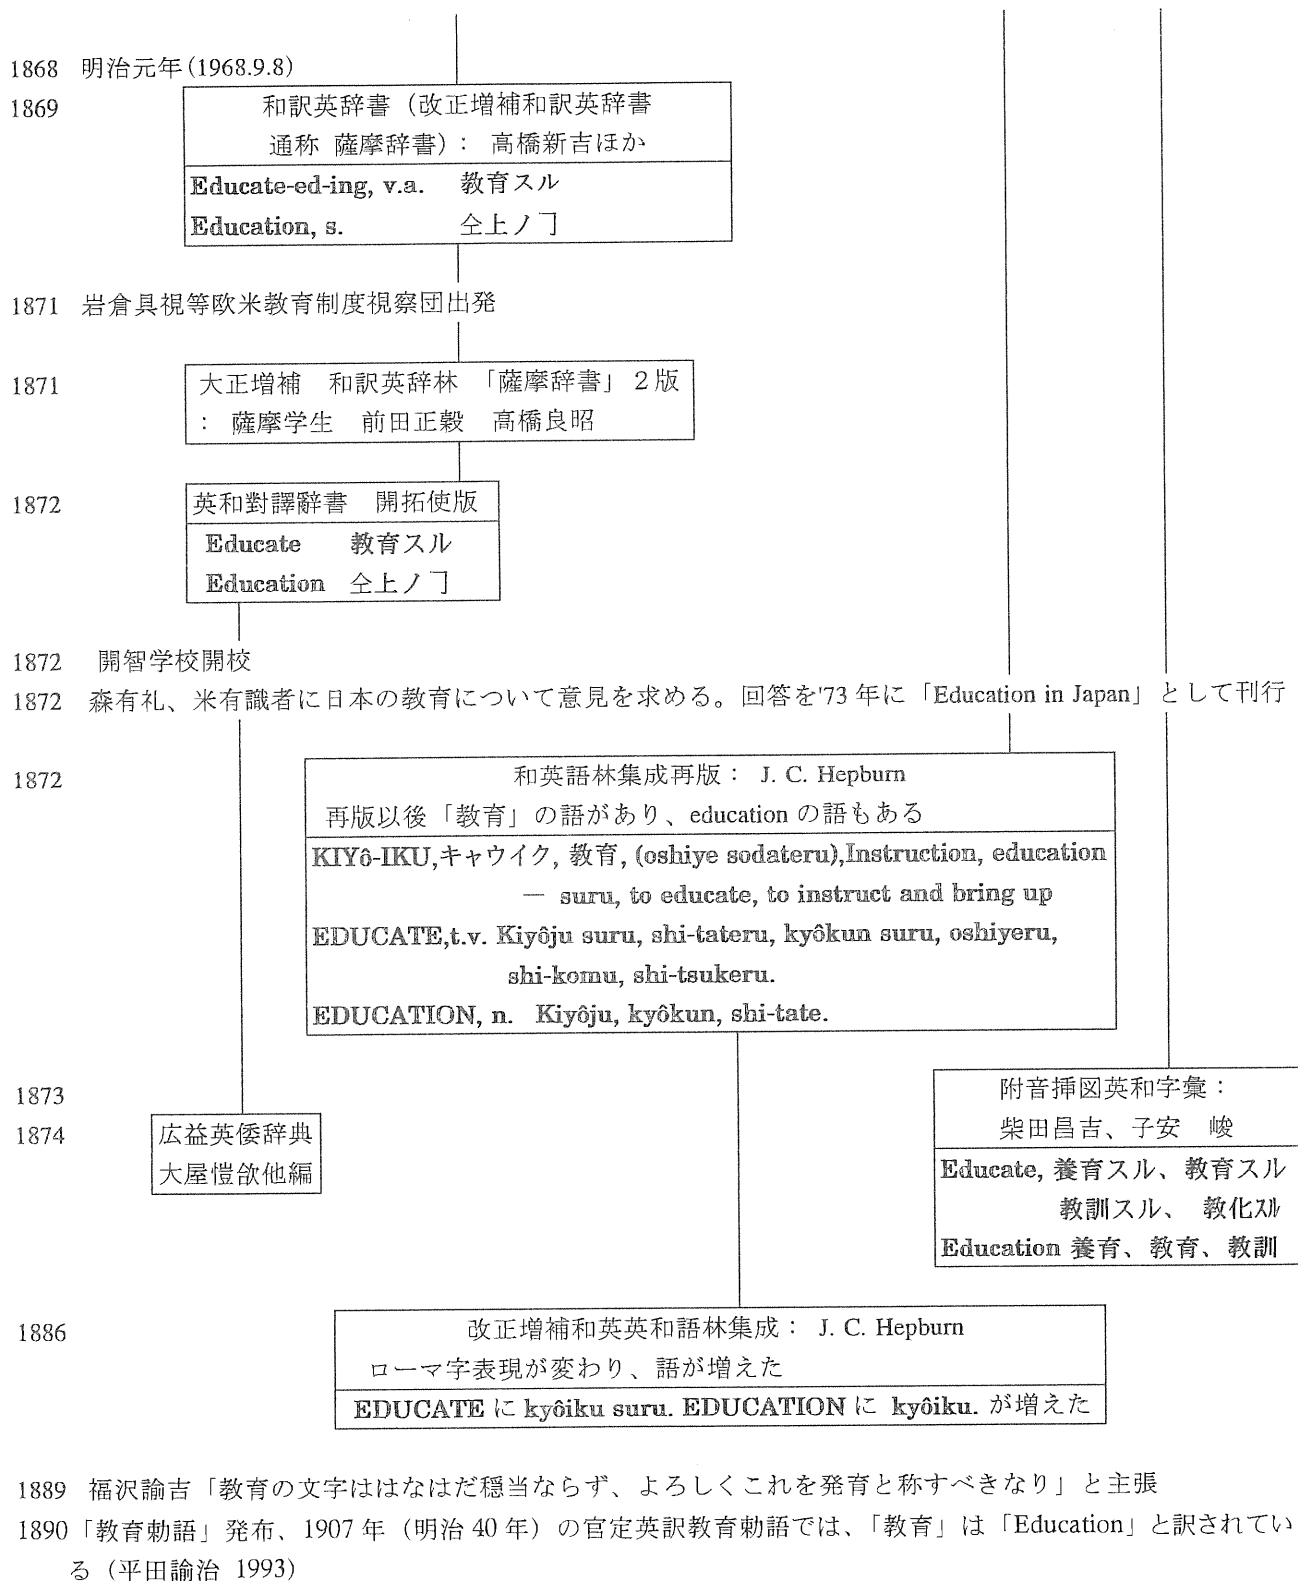 1868 明治元年(1968.9.8)
1869 和訳英辞書（改正増補和訳英辞書
通称 薩摩辞書）： 高橋新吉ほか
Educate-ed-ing, v.a. 教育スル
Education, s. 仝上ノヿ
1871 岩倉具視等欧米教育制度視察団出発
1871 大正増補 和訳英辞林 「薩摩辞書」２版
： 薩摩学生 前田正穀 高橋良昭
1872 英和對譯辭書 開拓使版
Educate 教育スル
Education 仝上ノヿ
1872 開智学校開校
1872 森有礼、米有識者に日本の教育について意見を求める。回答を'73年に「Education in Japan」として刊行
1872 和英語林集成再版： J. C. Hepburn
再版以後「教育」の語があり、education の語もある
KIYô-IKU,キャウイク, 教育, (oshiye sodateru),Instruction, education
— suru, to educate, to instruct and bring up
EDUCATE,t.v. Kiyôju suru, shi-tateru, kyôkun suru, oshiyeru,
shi-komu, shi-tsukeru.
EDUCATION, n. Kiyôju, kyôkun, shi-tate.
1873 附音挿図英和字彙：
柴田昌吉、子安 峻
Educate, 養育スル、教育スル
教訓スル、 教化スル
Education 養育、教育、教訓
1874 広益英倭辞典
大屋愷欿他編
1886 改正増補和英英和語林集成： J. C. Hepburn
ローマ字表現が変わり、語が増えた
EDUCATE に kyôiku suru. EDUCATION に kyôiku. が増えた
1889 福沢諭吉「教育の文字ははなはだ穏当ならず、よろしくこれを発育と称すべきなり」と主張
1890「教育勅語」発布、1907年（明治40年）の官定英訳教育勅語では、「教育」は「Education」と訳されてい
る（平田諭治 1993）